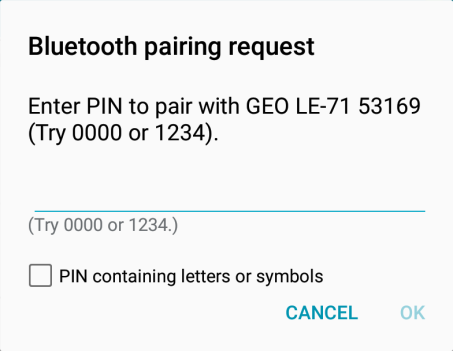 Bluetooth pairing request
Enter PIN to pair with GEO LE-71 53169
(Try 0000 or 1234).
(Try 0000 or 1234.)
PIN containing letters or symbols
CANCEL OK